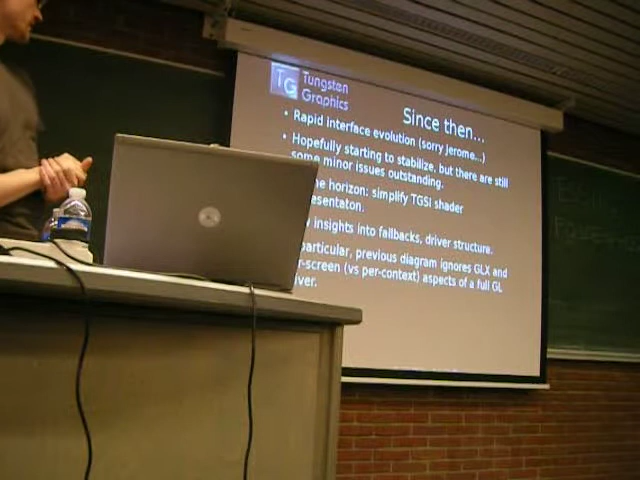 TG Tungsten
Graphics
Since then...
• Rapid interface evolution (sorry Jerome...)
• Hopefully starting to stabilize, but there are still
some minor issues outstanding.
horizon: simplify TGSI shader
esentaton.
insights into fallbacks, driver structure.
particular, previous diagram ignores GLX and
-screen (vs per-context) aspects of a full GL
iver.